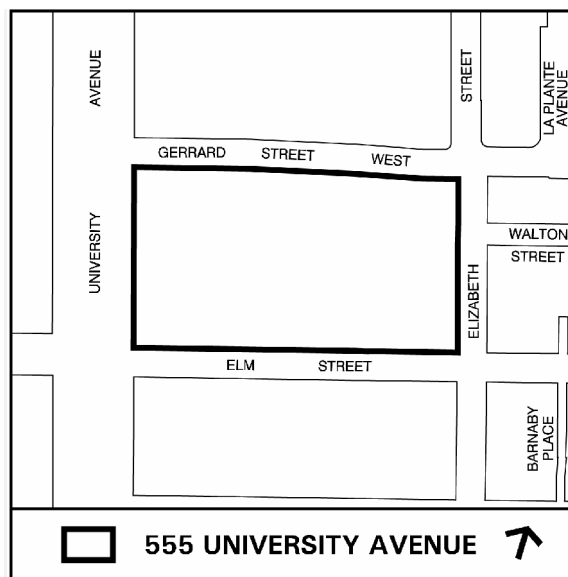 AVENUE
STREET
LA PLANTE
AVENUE
GERRARD STREET WEST
UNIVERSITY
WALTON
STREET
ELIZABETH
ELM STREET
BARNABY
PLACE
555 UNIVERSITY AVENUE